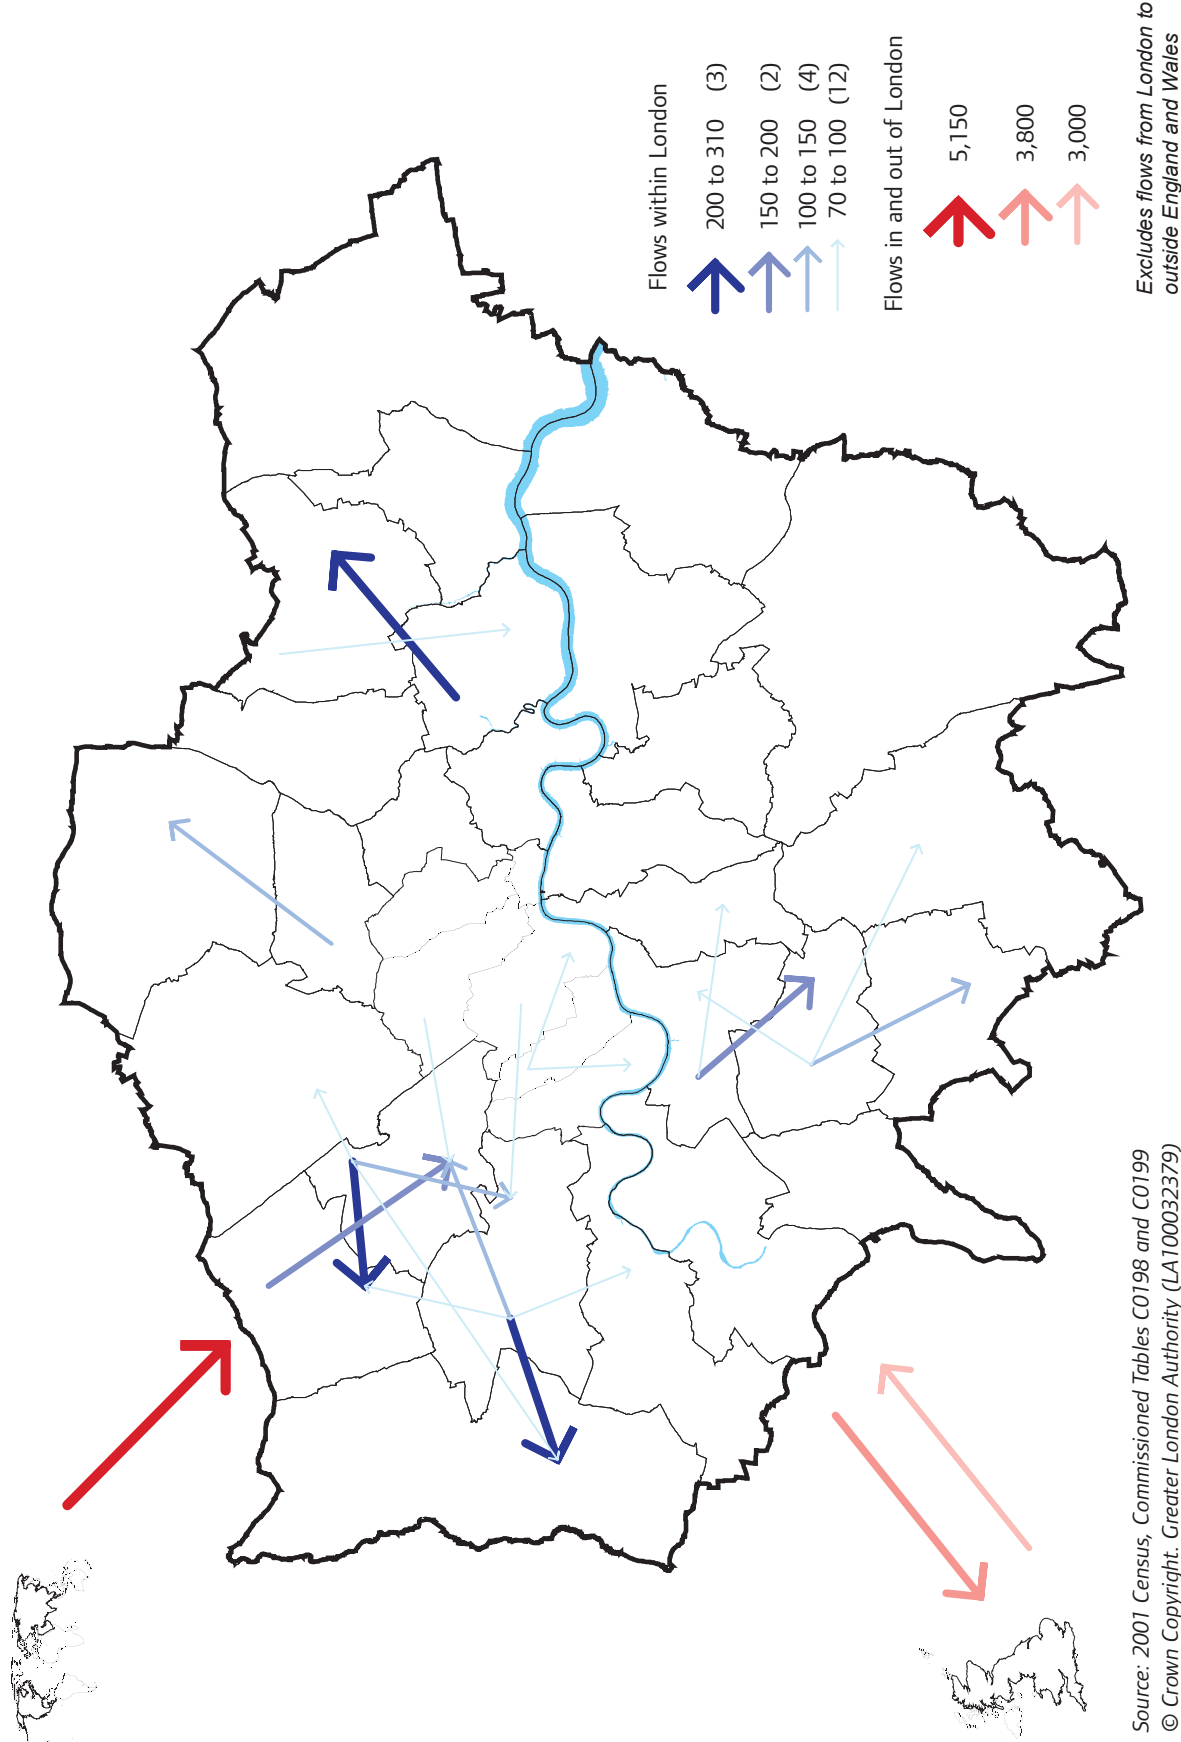 Flows within London
200 to 310 (3)
150 to 200 (2)
100 to 150 (4)
70 to 100 (12)
Flows in and out of London
5,150
3,800
3,000
Excludes flows from London to
outside England and Wales
Source: 2001 Census, Commissioned Tables C0198 and C0199
© Crown Copyright. Greater London Authority (LA100032379)